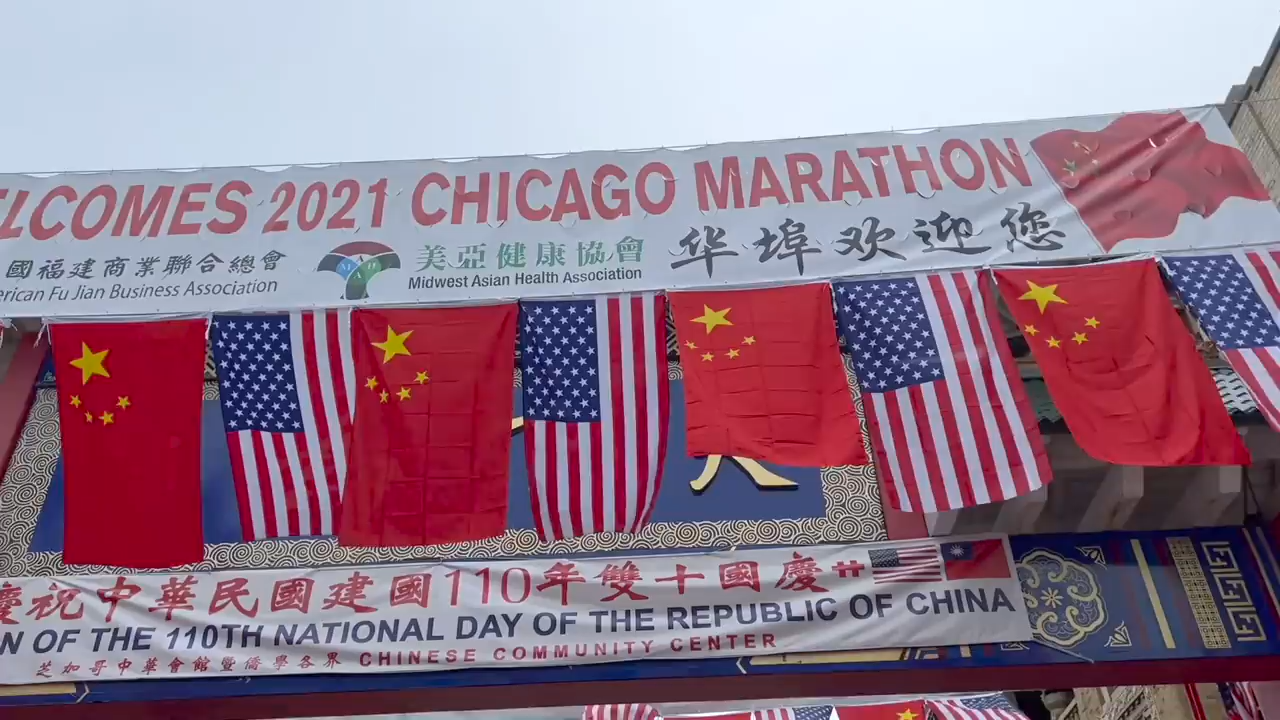 ELCOMES 2021 CHICAGO MARATHON
國福建商業聯合總會 美亞健康協會 华埠欢迎您
erican Fu Jian Business Association MAHA Midwest Asian Health Association
慶祝中華民國建國110年雙十國慶
N OF THE 110TH NATIONAL DAY OF THE REPUBLIC OF CHINA
芝加哥中華會館暨僑學各界 CHINESE COMMUNITY CENTER